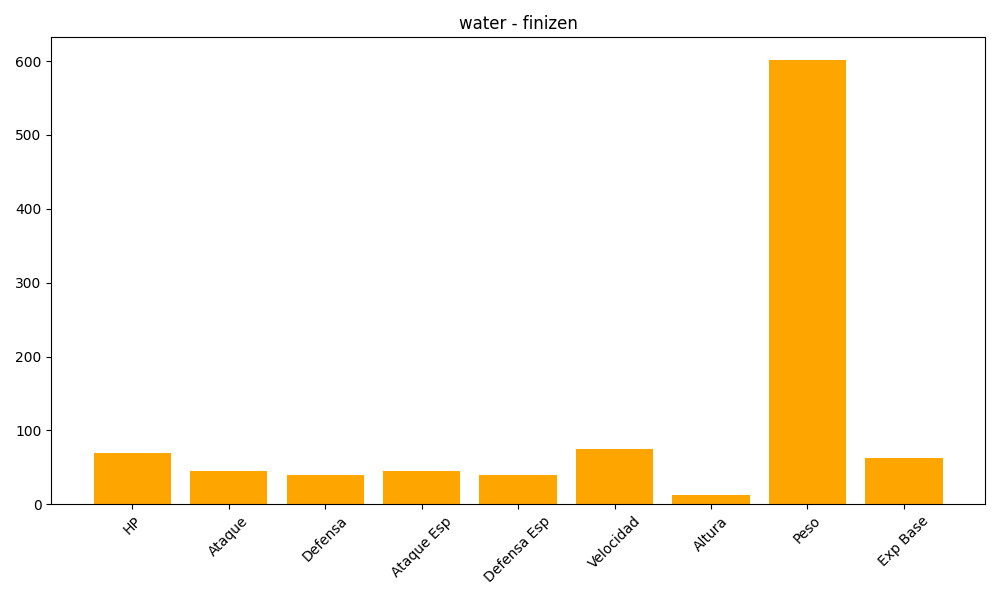 water - finizen
600
500
400
300
200
100
0
HP
Ataque
Defensa
Ataque Esp
Defensa Esp
Velocidad
Altura
Peso
Exp Base